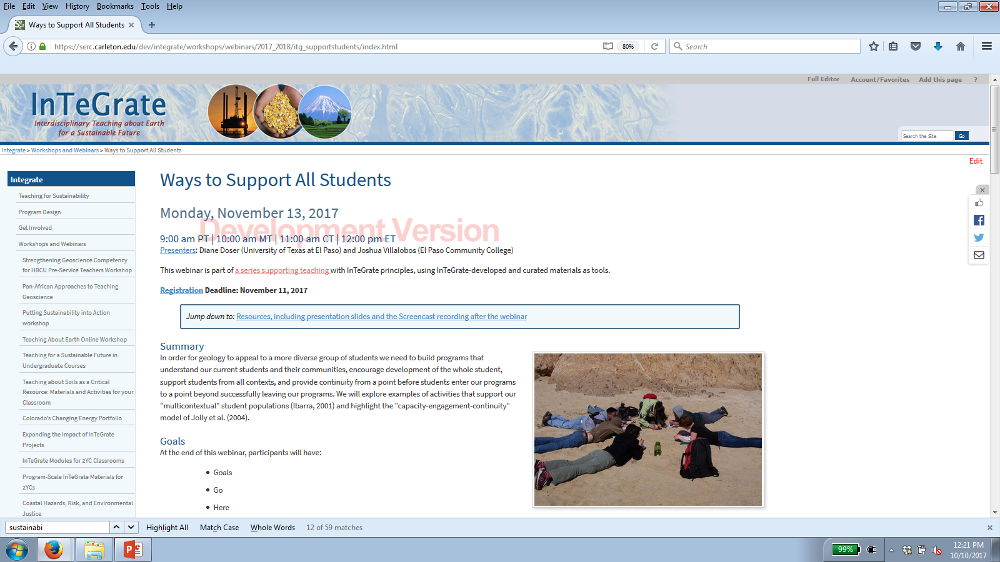 File Edit View History Bookmarks Tools Help
Ways to Support All Students
https://serc.carleton.edu/dev/integrate/workshops/webinars/2017_2018/itg_supportstudents/index.html
80%
Search
Full Editor Account/Favorites Add this page ?
InTeGrate
Interdisciplinary Teaching about Earth
for a Sustainable Future
Search the Site Go
Integrate > Workshops and Webinars > Ways to Support All Students
Edit
Integrate
Teaching for Sustainability
Program Design
Get Involved
Workshops and Webinars
Strengthening Geoscience Competency
for HBCU Pre-Service Teachers Workshop
Pan-African Approaches to Teaching
Geoscience
Putting Sustainability into Action
workshop
Teaching About Earth Online Workshop
Teaching for a Sustainable Future in
Undergraduate Courses
Teaching about Soils as a Critical
Resource: Materials and Activities for your
Classroom
Colorado's Changing Energy Portfolio
Expanding the Impact of InTeGrate
Projects
InTeGrate Modules for 2YC Classrooms
Program-Scale InTeGrate Materials for
2YCs
Coastal Hazards, Risk, and Environmental
Justice
Ways to Support All Students
Monday, November 13, 2017
Development Version
9:00 am PT | 10:00 am MT | 11:00 am CT | 12:00 pm ET
Presenters: Diane Doser (University of Texas at El Paso) and Joshua Villalobos (El Paso Community College)
This webinar is part of a series supporting teaching with InTeGrate principles, using InTeGrate-developed and curated materials as tools.
Registration Deadline: November 11, 2017
Jump down to: Resources, including presentation slides and the Screencast recording after the webinar
Summary
In order for geology to appeal to a more diverse group of students we need to build programs that
understand our current students and their communities, encourage development of the whole student,
support students from all contexts, and provide continuity from a point before students enter our programs
to a point beyond successfully leaving our programs. We will explore examples of activities that support our
"multicontextual" student populations (Ibarra, 2001) and highlight the "capacity-engagement-continuity"
model of Jolly et al. (2004).
Goals
At the end of this webinar, participants will have:
Goals
Go
Here
sustainabi
Highlight All Match Case Whole Words 12 of 59 matches
99%
12:21 PM
10/10/2017